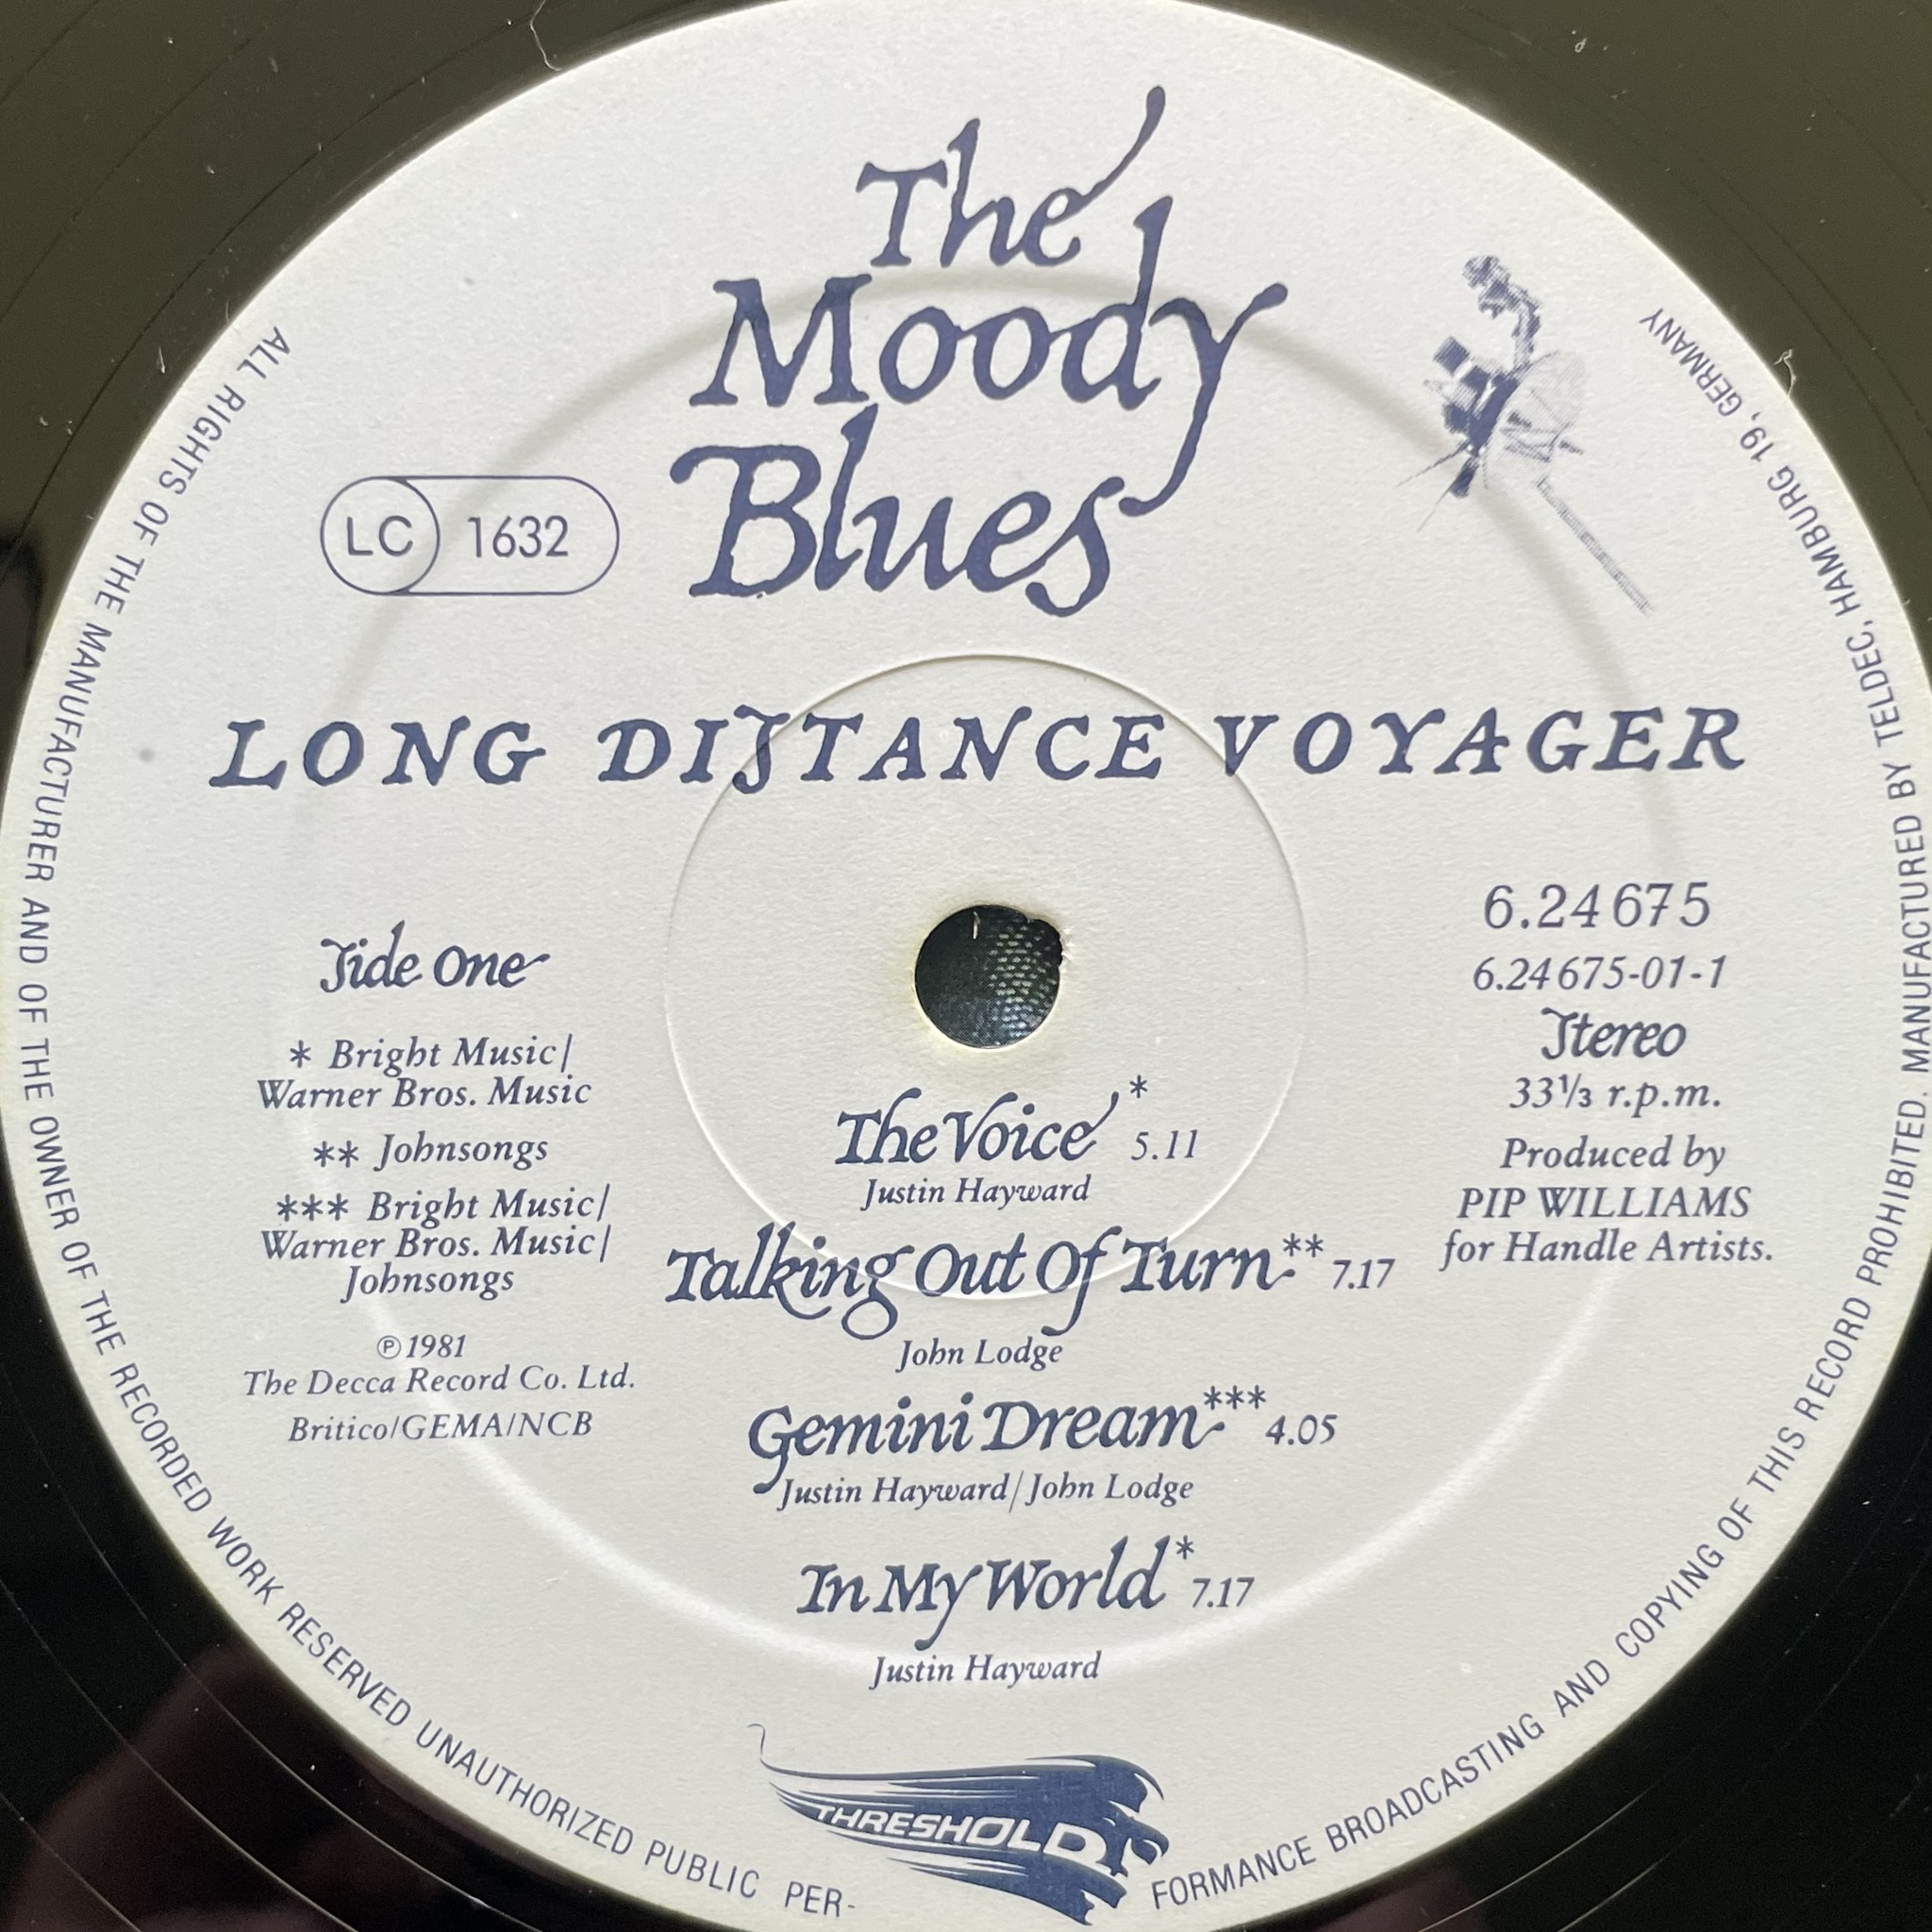 The
Moody
Blues
LC 1632
LONG DISTANCE VOYAGER
Side One
* Bright Music/
Warner Bros. Music
** Johnsongs
*** Bright Music/
Warner Bros. Music/
Johnsongs
℗ 1981
The Decca Record Co. Ltd.
Britico/GEMA/NCB
6.24675
6.24675-01-1
Stereo
33⅓ r.p.m.
Produced by
PIP WILLIAMS
for Handle Artists.
The Voice* 5.11
Justin Hayward
Talking Out Of Turn** 7.17
John Lodge
Gemini Dream*** 4.05
Justin Hayward/John Lodge
In My World* 7.17
Justin Hayward
THRESHOLD
ALL RIGHTS OF THE MANUFACTURER AND OF THE OWNER OF THE RECORDED WORK RESERVED UNAUTHORIZED PUBLIC PER-FORMANCE BROADCASTING AND COPYING OF THIS RECORD PROHIBITED. MANUFACTURED BY TELDEC, HAMBURG 19, GERMANY